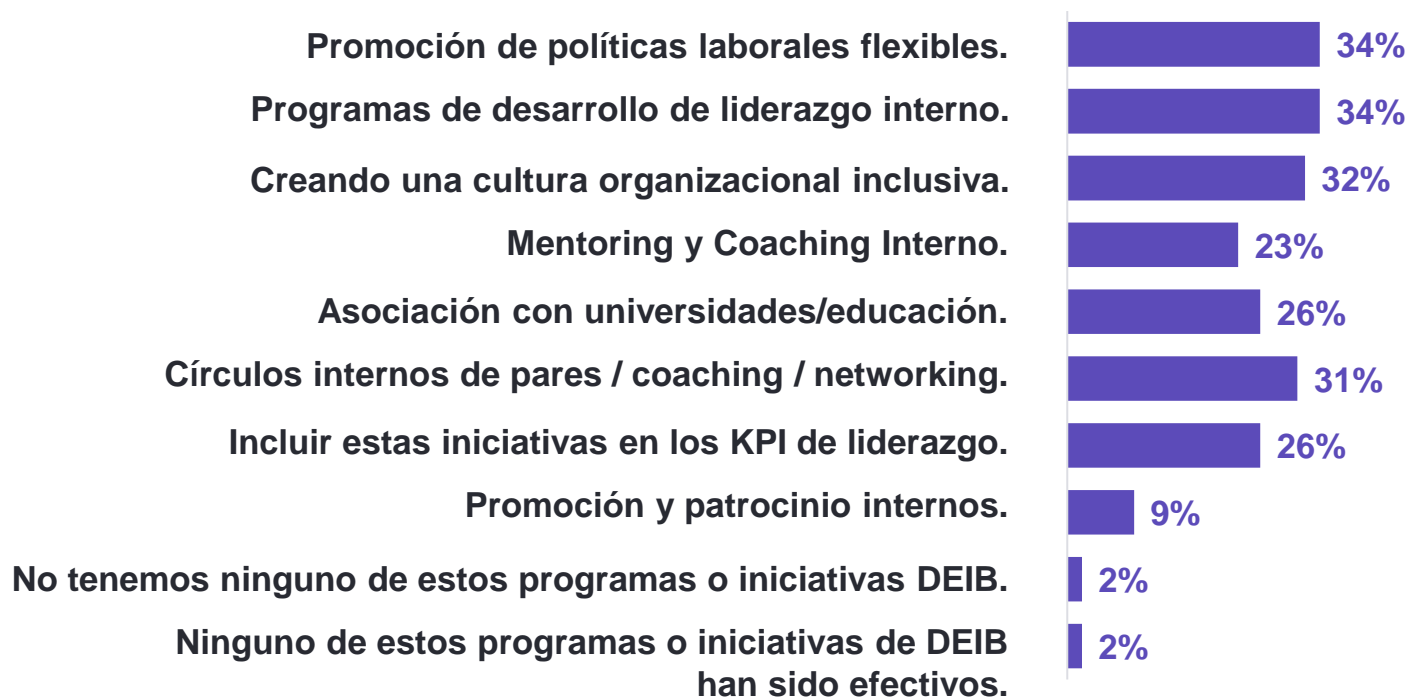 Promoción de políticas laborales flexibles. 34%
Programas de desarrollo de liderazgo interno. 34%
Creando una cultura organizacional inclusiva. 32%
Mentoring y Coaching Interno. 23%
Asociación con universidades/educación. 26%
Círculos internos de pares / coaching / networking. 31%
Incluir estas iniciativas en los KPI de liderazgo. 26%
Promoción y patrocinio internos. 9%
No tenemos ninguno de estos programas o iniciativas DEIB. 2%
Ninguno de estos programas o iniciativas de DEIB 2%
han sido efectivos.